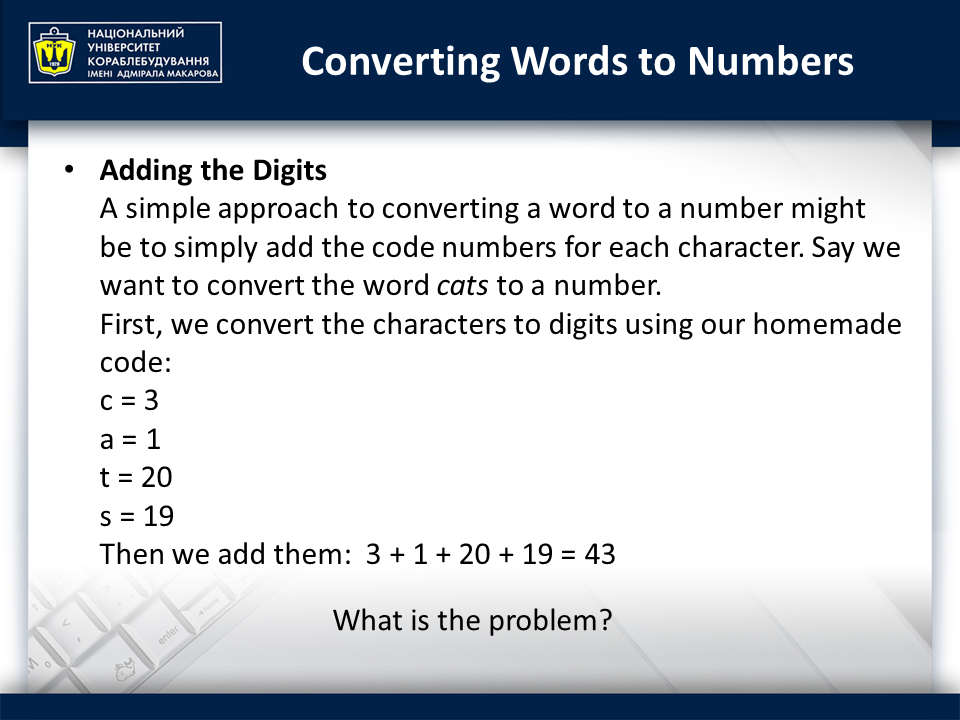 НАЦІОНАЛЬНИЙ
УНІВЕРСИТЕТ
КОРАБЛЕБУДУВАННЯ
ІМЕНІ АДМІРАЛА МАКАРОВА
НУК
1920
Converting Words to Numbers
• Adding the Digits
A simple approach to converting a word to a number might
be to simply add the code numbers for each character. Say we
want to convert the word cats to a number.
First, we convert the characters to digits using our homemade
code:
c = 3
a = 1
t = 20
s = 19
Then we add them:  3 + 1 + 20 + 19 = 43
What is the problem?
enter